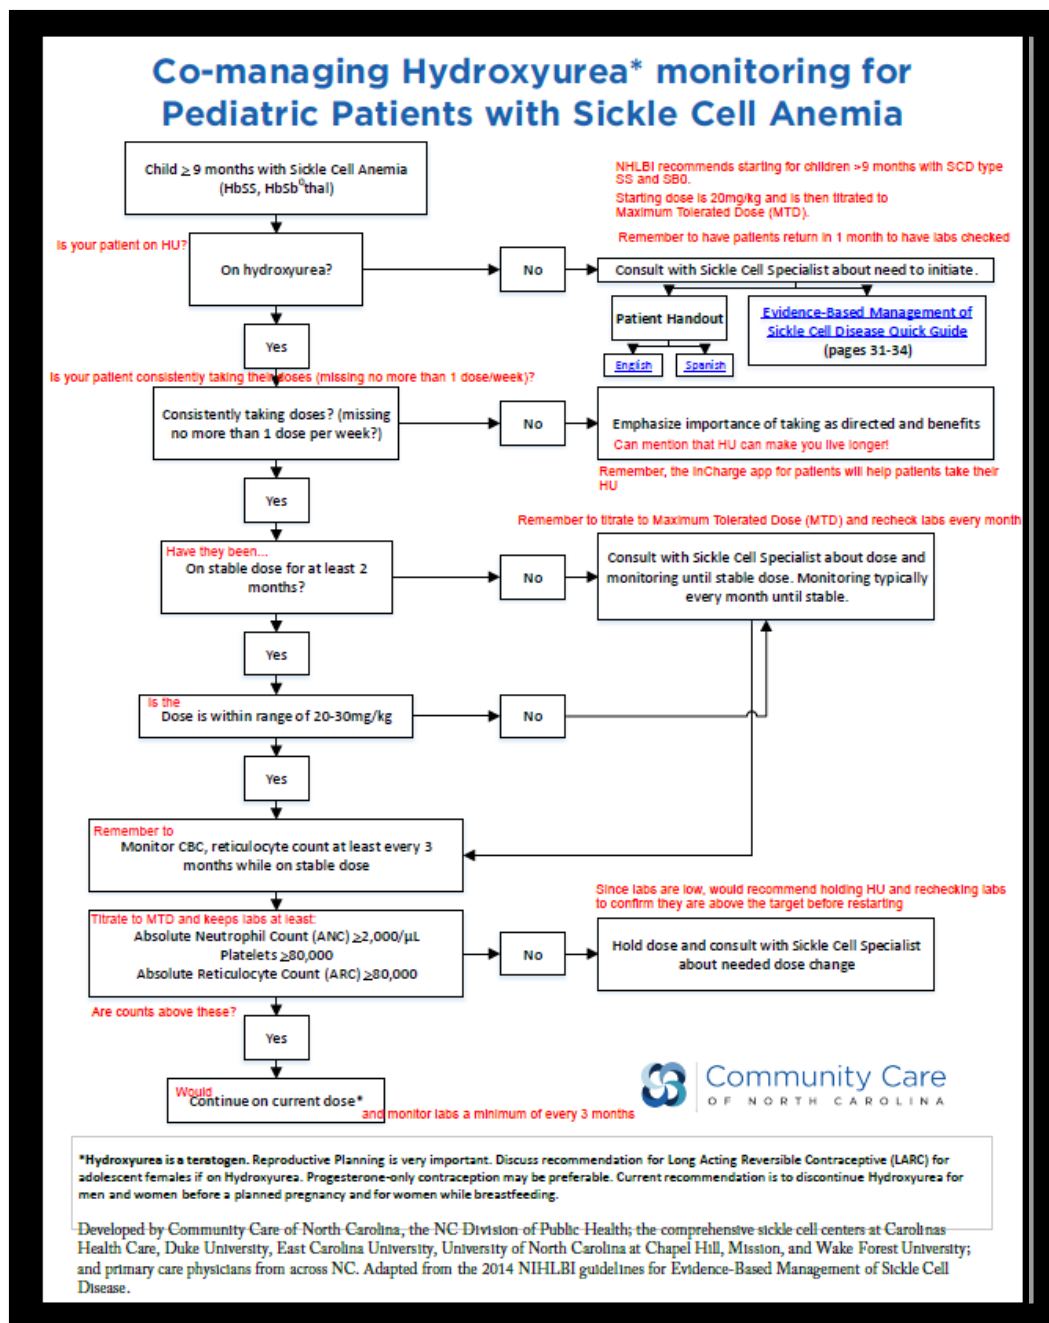 Co-managing Hydroxyurea* monitoring for
Pediatric Patients with Sickle Cell Anemia
Child ≥ 9 months with Sickle Cell Anemia
(HbSS, HbSb⁰thal)
NHLBI recommends starting for children >9 months with SCD type
SS and SB0.
Starting dose is 20mg/kg and is then titrated to
Maximum Tolerated Dose (MTD).
Remember to have patients return in 1 month to have labs checked
Is your patient on HU?
On hydroxyurea?
No
Consult with Sickle Cell Specialist about need to initiate.
Patient Handout
English
Spanish
Evidence-Based Management of
Sickle Cell Disease Quick Guide
(pages 31-34)
Yes
Is your patient consistently taking their doses (missing no more than 1 dose/week)?
Consistently taking doses? (missing
no more than 1 dose per week?)
No
Emphasize importance of taking as directed and benefits
Can mention that HU can make you live longer!
Remember, the InCharge app for patients will help patients take their
HU
Yes
Remember to titrate to Maximum Tolerated Dose (MTD) and recheck labs every month
Have they been...
On stable dose for at least 2
months?
No
Consult with Sickle Cell Specialist about dose and
monitoring until stable dose. Monitoring typically
every month until stable.
Yes
Is the
Dose is within range of 20-30mg/kg
No
Yes
Remember to
Monitor CBC, reticulocyte count at least every 3
months while on stable dose
Since labs are low, would recommend holding HU and rechecking labs
to confirm they are above the target before restarting
Titrate to MTD and keeps labs at least:
Absolute Neutrophil Count (ANC) ≥2,000/µL
Platelets ≥80,000
Absolute Reticulocyte Count (ARC) ≥80,000
No
Hold dose and consult with Sickle Cell Specialist
about needed dose change
Are counts above these?
Yes
Would
Continue on current dose*
and monitor labs a minimum of every 3 months
Community Care
OF NORTH CAROLINA
*Hydroxyurea is a teratogen. Reproductive Planning is very important. Discuss recommendation for Long Acting Reversible Contraceptive (LARC) for
adolescent females if on Hydroxyurea. Progesterone-only contraception may be preferable. Current recommendation is to discontinue Hydroxyurea for
men and women before a planned pregnancy and for women while breastfeeding.
Developed by Community Care of North Carolina, the NC Division of Public Health; the comprehensive sickle cell centers at Carolinas
Health Care, Duke University, East Carolina University, University of North Carolina at Chapel Hill, Mission, and Wake Forest University;
and primary care physicians from across NC. Adapted from the 2014 NIHLBI guidelines for Evidence-Based Management of Sickle Cell
Disease.